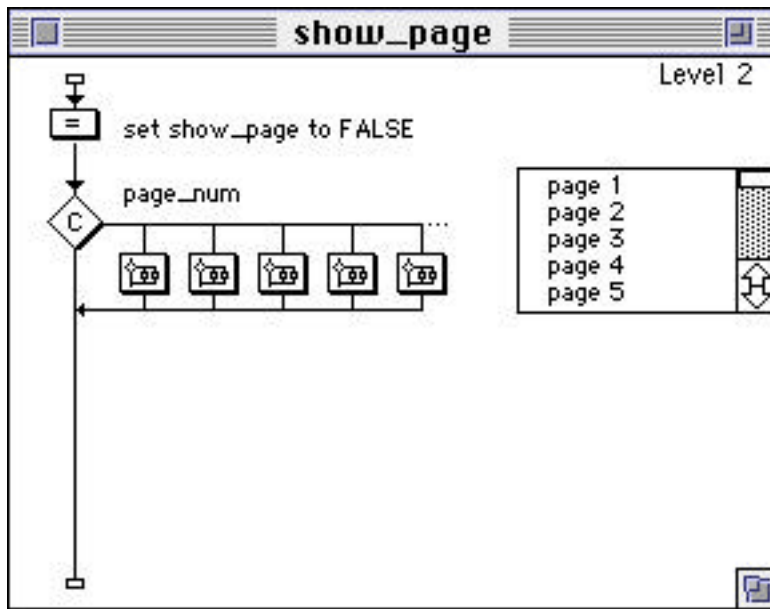 show_page
Level 2
=
set show_page to FALSE
page_num
C
...
page 1
page 2
page 3
page 4
page 5